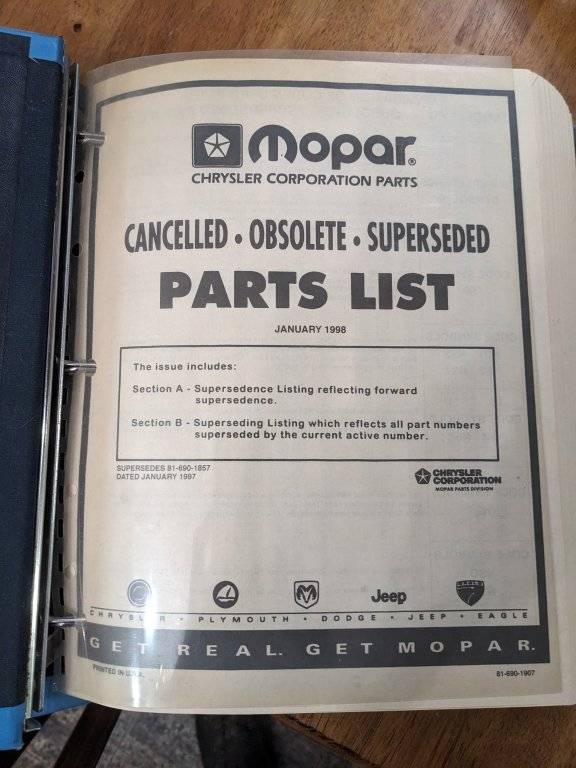 Mopar®
CHRYSLER CORPORATION PARTS
CANCELLED • OBSOLETE • SUPERSEDED
PARTS LIST
JANUARY 1998
The issue includes:
Section A - Supersedence Listing reflecting forward
supersedence.
Section B - Superseding Listing which reflects all part numbers
superseded by the current active number.
SUPERSEDES 81-690-1857
DATED JANUARY 1997
CHRYSLER
CORPORATION
MOPAR PARTS DIVISION
Jeep
CHRYSLER • PLYMOUTH • DODGE • JEEP • EAGLE
GET REAL. GET MOPAR.
PRINTED IN U.S.A.
81-690-1907